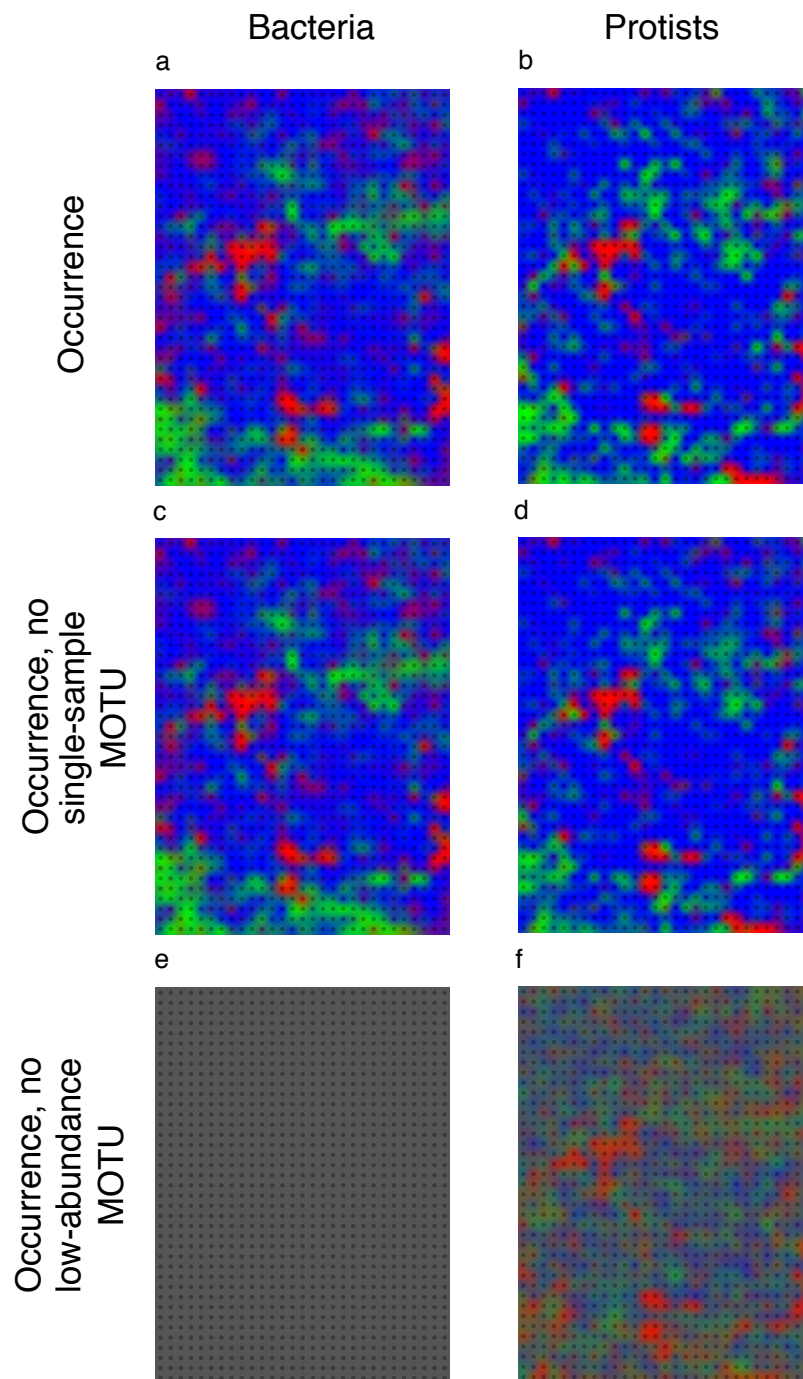 Bacteria
Protists
a
b
Occurrence
c
d
Occurrence, no
single-sample
MOTU
e
f
Occurrence, no
low-abundance
MOTU